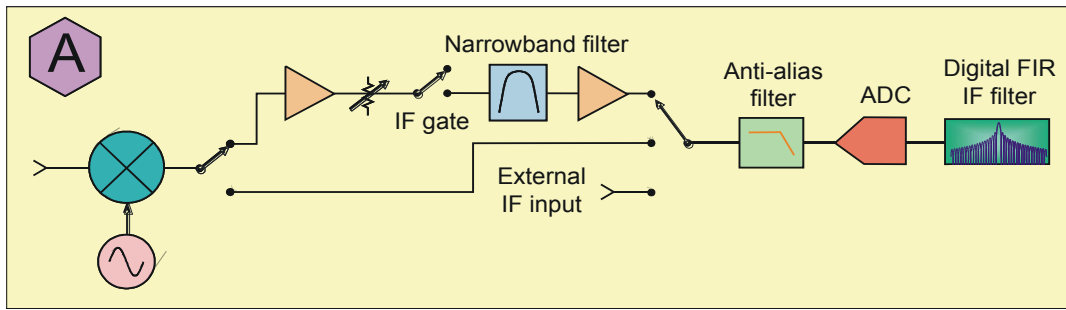 A
Narrowband filter
IF gate
External
IF input
Anti-alias
filter
ADC
Digital FIR
IF filter